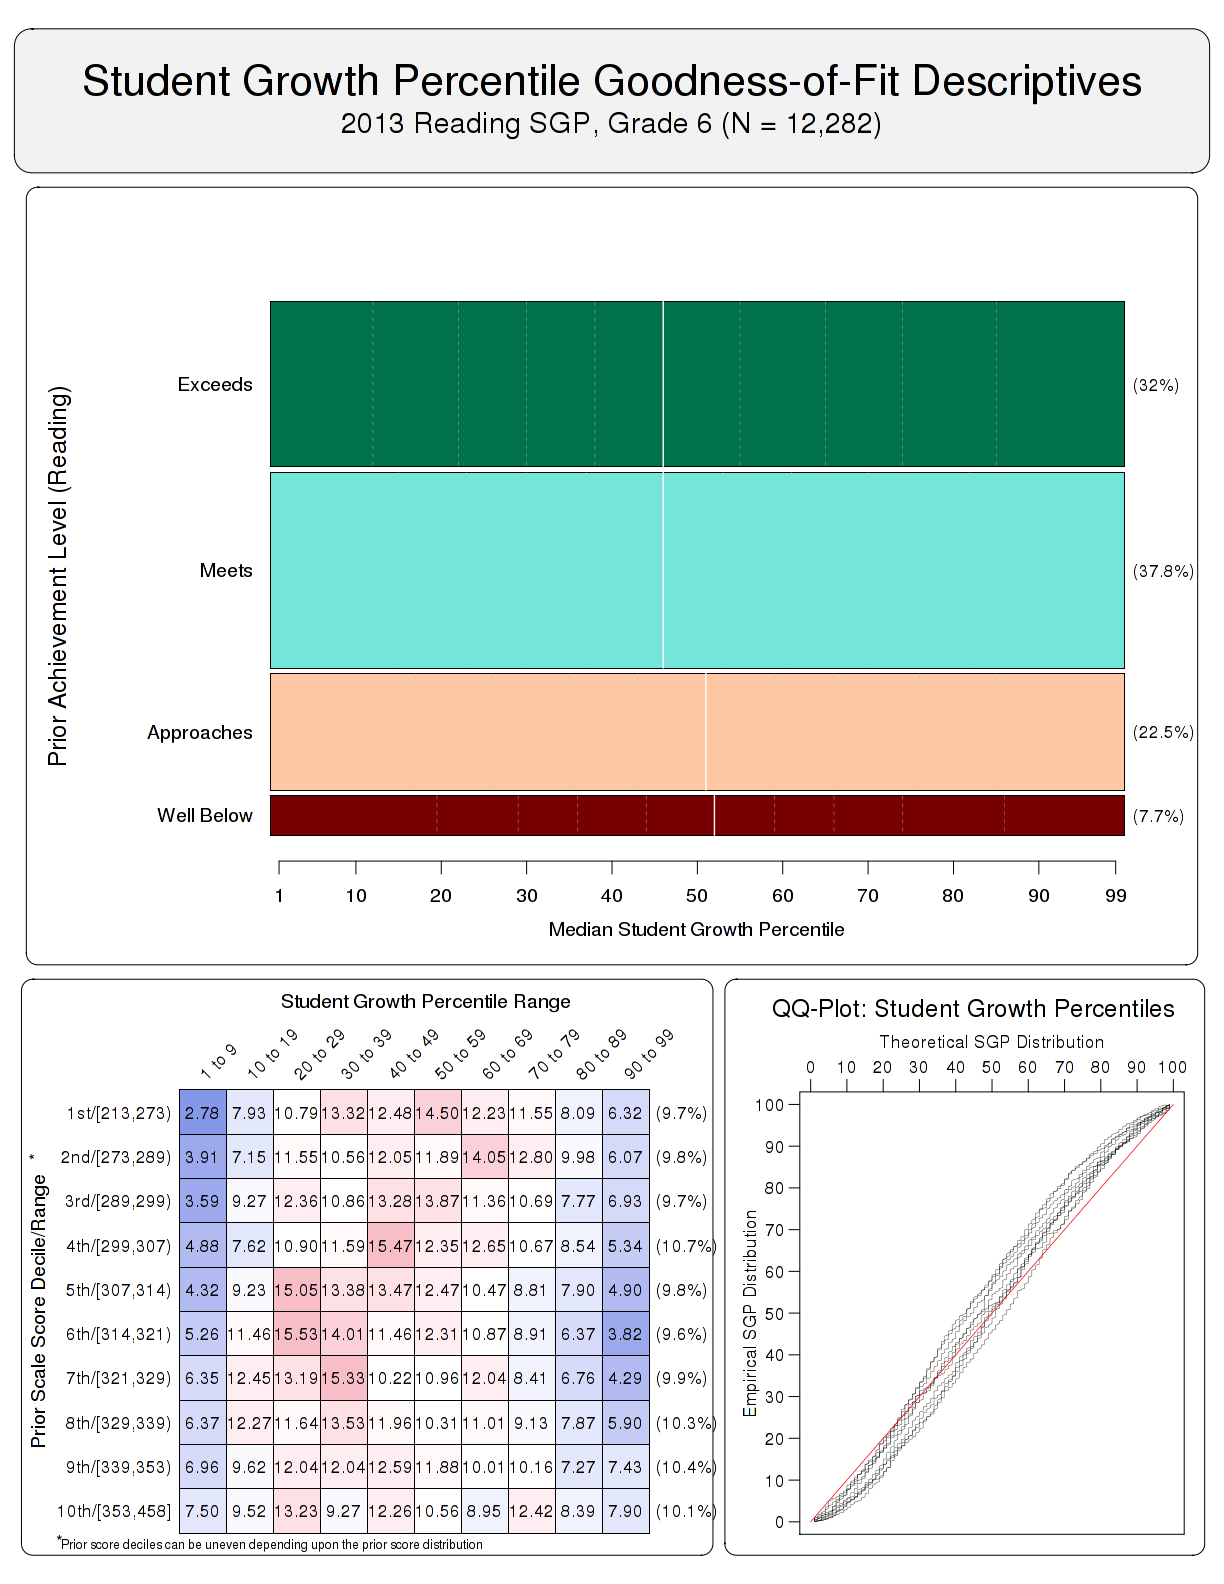 Student Growth Percentile Goodness-of-Fit Descriptives
2013 Reading SGP, Grade 6 (N = 12,282)
Prior Achievement Level (Reading)
Exceeds (32%)
Meets (37.8%)
Approaches (22.5%)
Well Below (7.7%)
1 10 20 30 40 50 60 70 80 90 99
Median Student Growth Percentile
Student Growth Percentile Range
1 to 9 10 to 19 20 to 29 30 to 39 40 to 49 50 to 59 60 to 69 70 to 79 80 to 89 90 to 99
Prior Scale Score Decile/Range *
1st/[213,273) 2.78 7.93 10.79 13.32 12.48 14.50 12.23 11.55 8.09 6.32 (9.7%)
2nd/[273,289) 3.91 7.15 11.55 10.56 12.05 11.89 14.05 12.80 9.98 6.07 (9.8%)
3rd/[289,299) 3.59 9.27 12.36 10.86 13.28 13.87 11.36 10.69 7.77 6.93 (9.7%)
4th/[299,307) 4.88 7.62 10.90 11.59 15.47 12.35 12.65 10.67 8.54 5.34 (10.7%)
5th/[307,314) 4.32 9.23 15.05 13.38 13.47 12.47 10.47 8.81 7.90 4.90 (9.8%)
6th/[314,321) 5.26 11.46 15.53 14.01 11.46 12.31 10.87 8.91 6.37 3.82 (9.6%)
7th/[321,329) 6.35 12.45 13.19 15.33 10.22 10.96 12.04 8.41 6.76 4.29 (9.9%)
8th/[329,339) 6.37 12.27 11.64 13.53 11.96 10.31 11.01 9.13 7.87 5.90 (10.3%)
9th/[339,353) 6.96 9.62 12.04 12.04 12.59 11.88 10.01 10.16 7.27 7.43 (10.4%)
10th/[353,458] 7.50 9.52 13.23 9.27 12.26 10.56 8.95 12.42 8.39 7.90 (10.1%)
*Prior score deciles can be uneven depending upon the prior score distribution
QQ-Plot: Student Growth Percentiles
Theoretical SGP Distribution
0 10 20 30 40 50 60 70 80 90 100
Empirical SGP Distribution
100
90
80
70
60
50
40
30
20
10
0